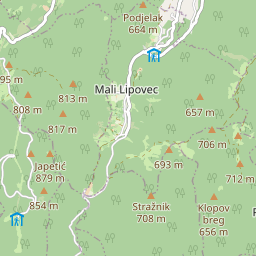 Podjelak
664 m
95 m
813 m
Mali Lipovec
808 m
817 m
657 m
706 m
Japetić
879 m
693 m
712 m
854 m
Stražnik
708 m
Klopov
breg
656 m